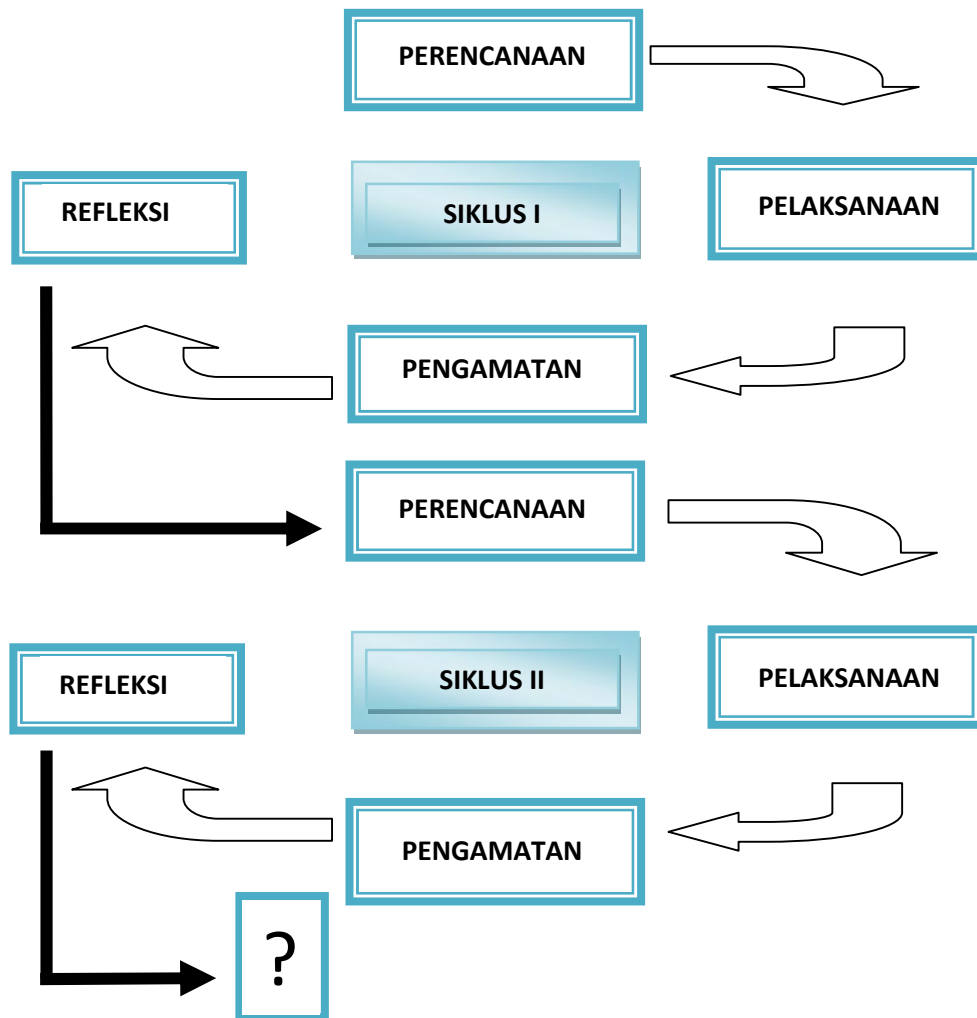 PERENCANAAN
REFLEKSI
SIKLUS I
PELAKSANAAN
PENGAMATAN
PERENCANAAN
REFLEKSI
SIKLUS II
PELAKSANAAN
PENGAMATAN
?